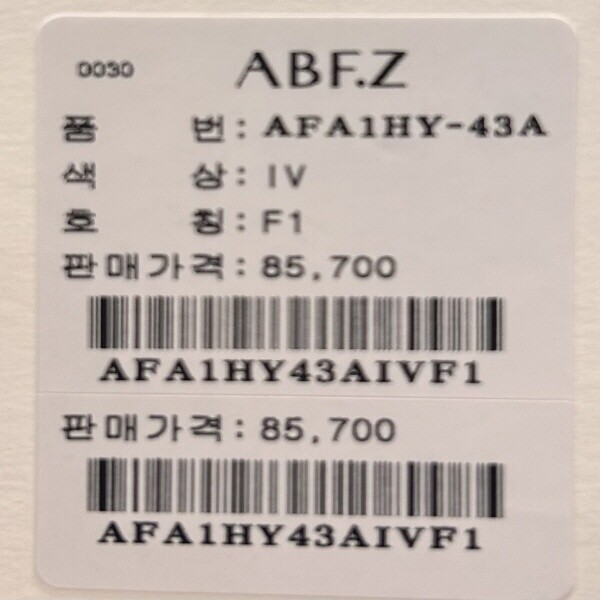 0030 ABF.Z
품 번 : AFA1HY-43A
색 상 : IV
호 칭 : F1
판매가격 : 85,700
AFA1HY43AIVF1
판매가격 : 85,700
AFA1HY43AIVF1